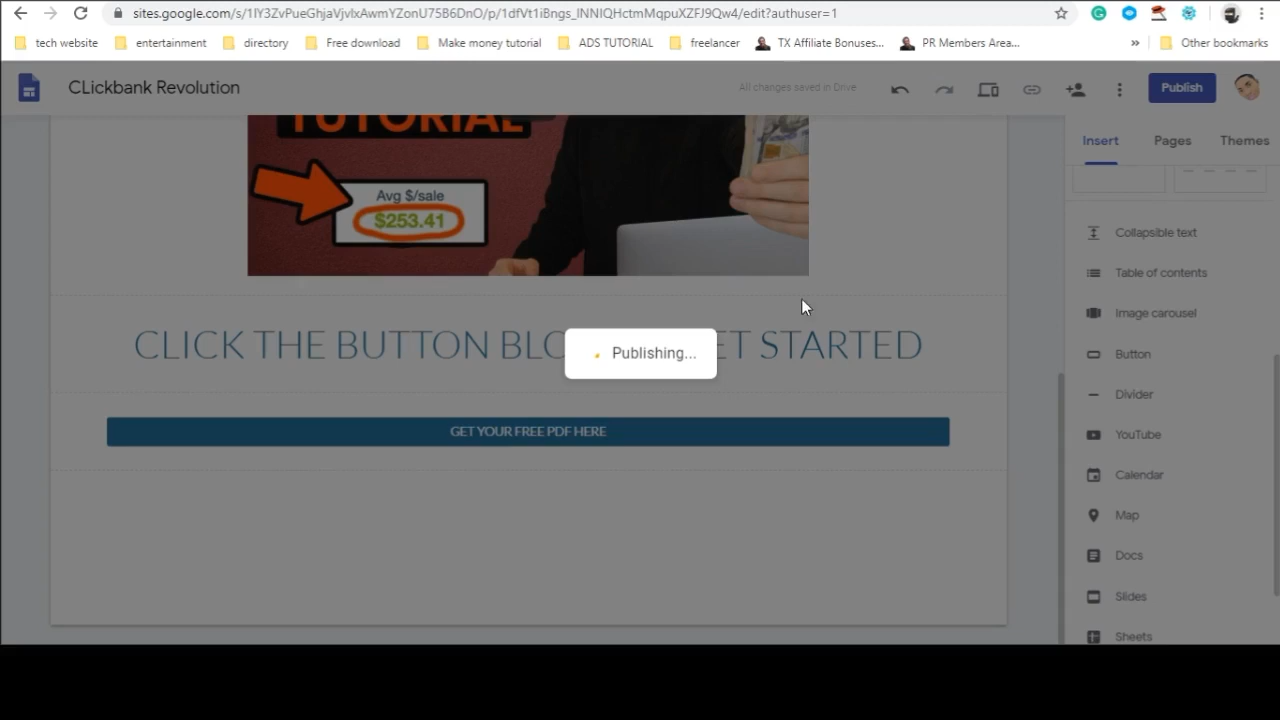 sites.google.com/s/1IY3ZvPueGhjaVjvlxAwmYZonU75B6DnO/p/1dfVt1iBngs_lNNIQHctmMqpuXZFJ9Qw4/edit?authuser=1
tech website
entertainment
directory
Free download
Make money tutorial
ADS TUTORIAL
freelancer
TX Affiliate Bonuses...
PR Members Area...
»
Other bookmarks
CLickbank Revolution
All changes saved in Drive
Publish
TUTORIAL
Insert
Pages
Themes
Avg $/sale
$253.41
Collapsible text
Table of contents
Image carousel
CLICK THE BUTTON BLO ET STARTED
Publishing...
Button
Divider
GET YOUR FREE PDF HERE
YouTube
Calendar
Map
Docs
Slides
Sheets